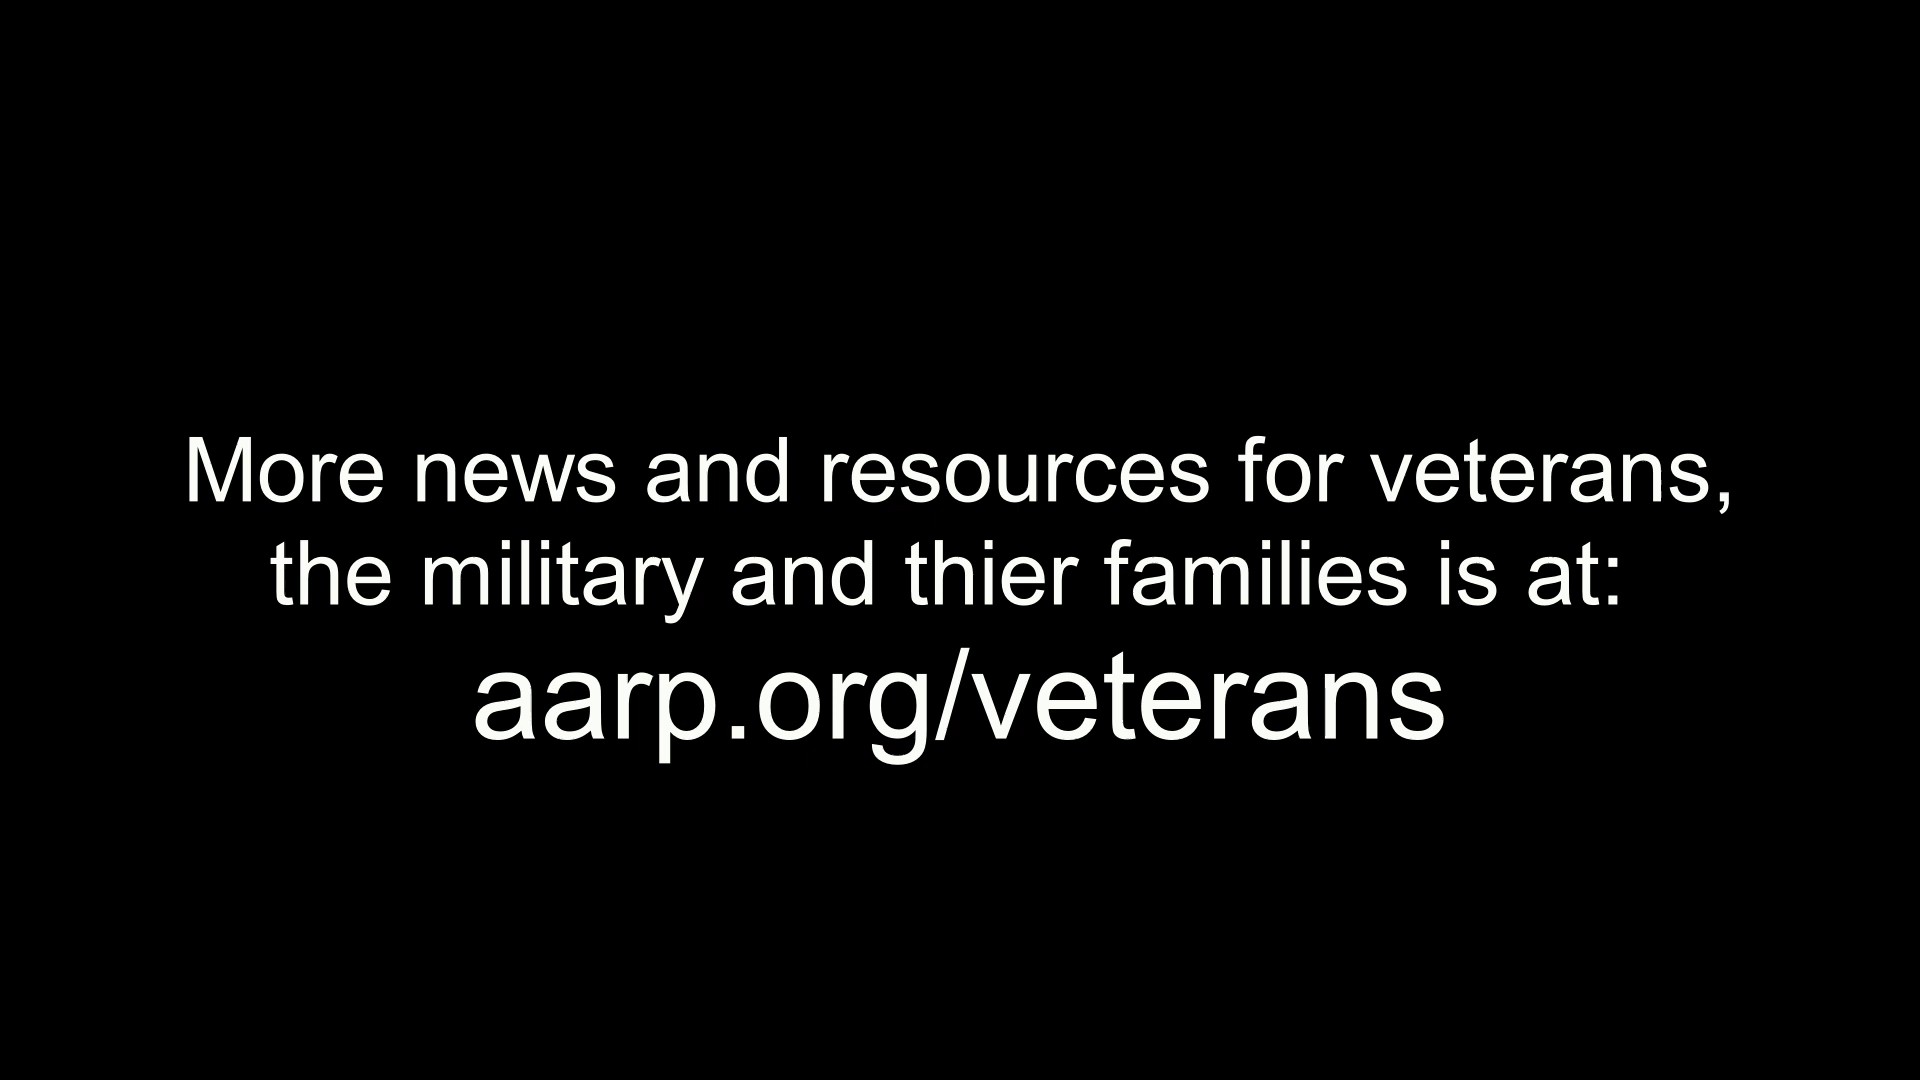 More news and resources for veterans,
the military and thier families is at:
aarp.org/veterans